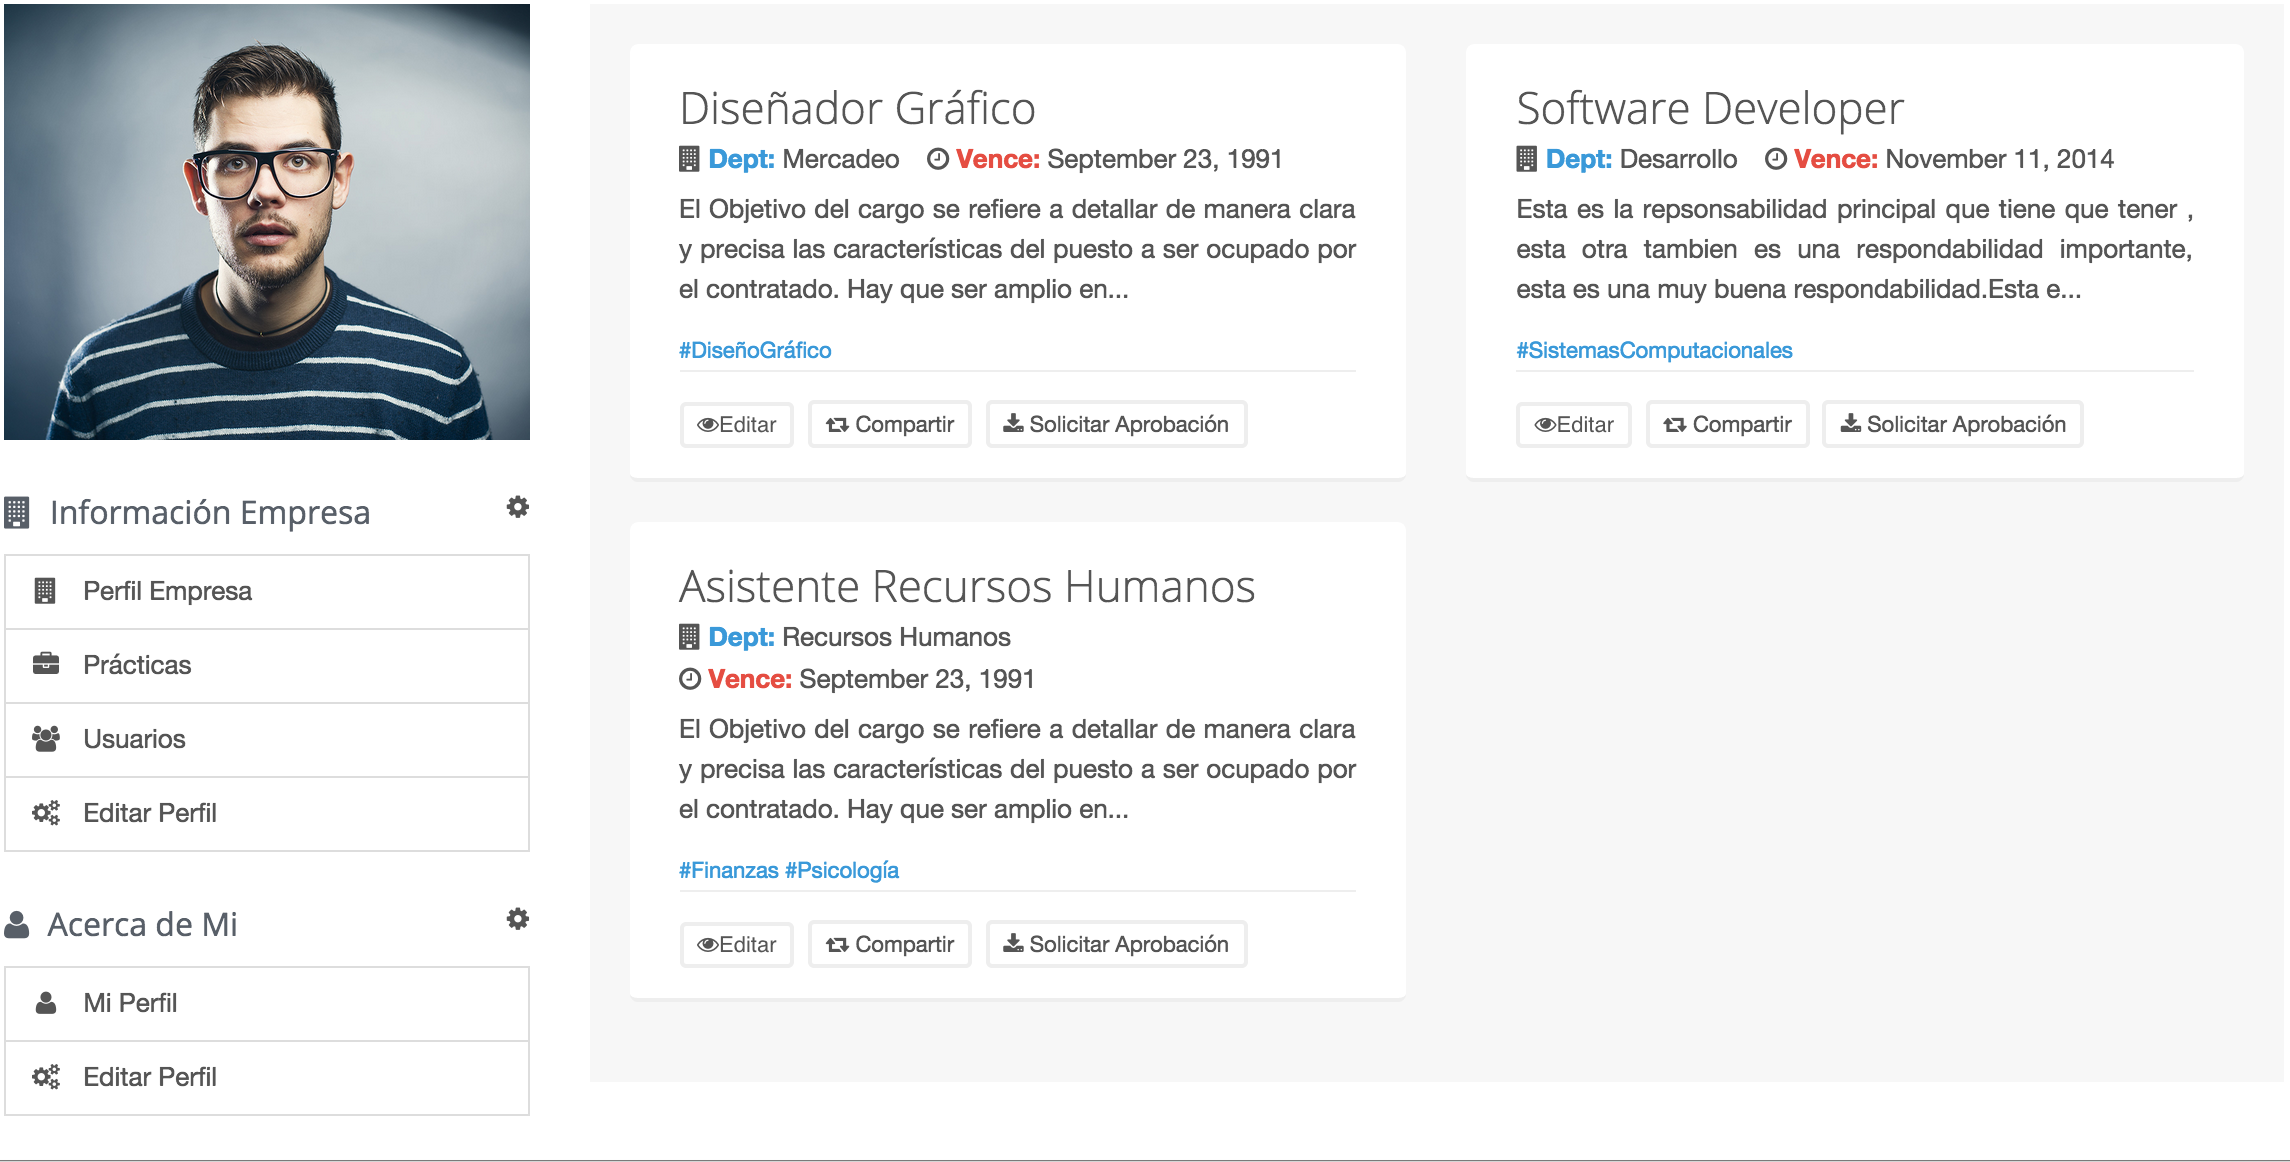 Información Empresa
Perfil Empresa
Prácticas
Usuarios
Editar Perfil
Acerca de Mi
Mi Perfil
Editar Perfil
Diseñador Gráfico
Dept: Mercadeo Vence: September 23, 1991
El Objetivo del cargo se refiere a detallar de manera clara
y precisa las características del puesto a ser ocupado por
el contratado. Hay que ser amplio en...
#DiseñoGráfico
Editar Compartir Solicitar Aprobación
Software Developer
Dept: Desarrollo Vence: November 11, 2014
Esta es la repsonsabilidad principal que tiene que tener ,
esta otra tambien es una respondabilidad importante,
esta es una muy buena respondabilidad.Esta e...
#SistemasComputacionales
Editar Compartir Solicitar Aprobación
Asistente Recursos Humanos
Dept: Recursos Humanos
Vence: September 23, 1991
El Objetivo del cargo se refiere a detallar de manera clara
y precisa las características del puesto a ser ocupado por
el contratado. Hay que ser amplio en...
#Finanzas #Psicología
Editar Compartir Solicitar Aprobación